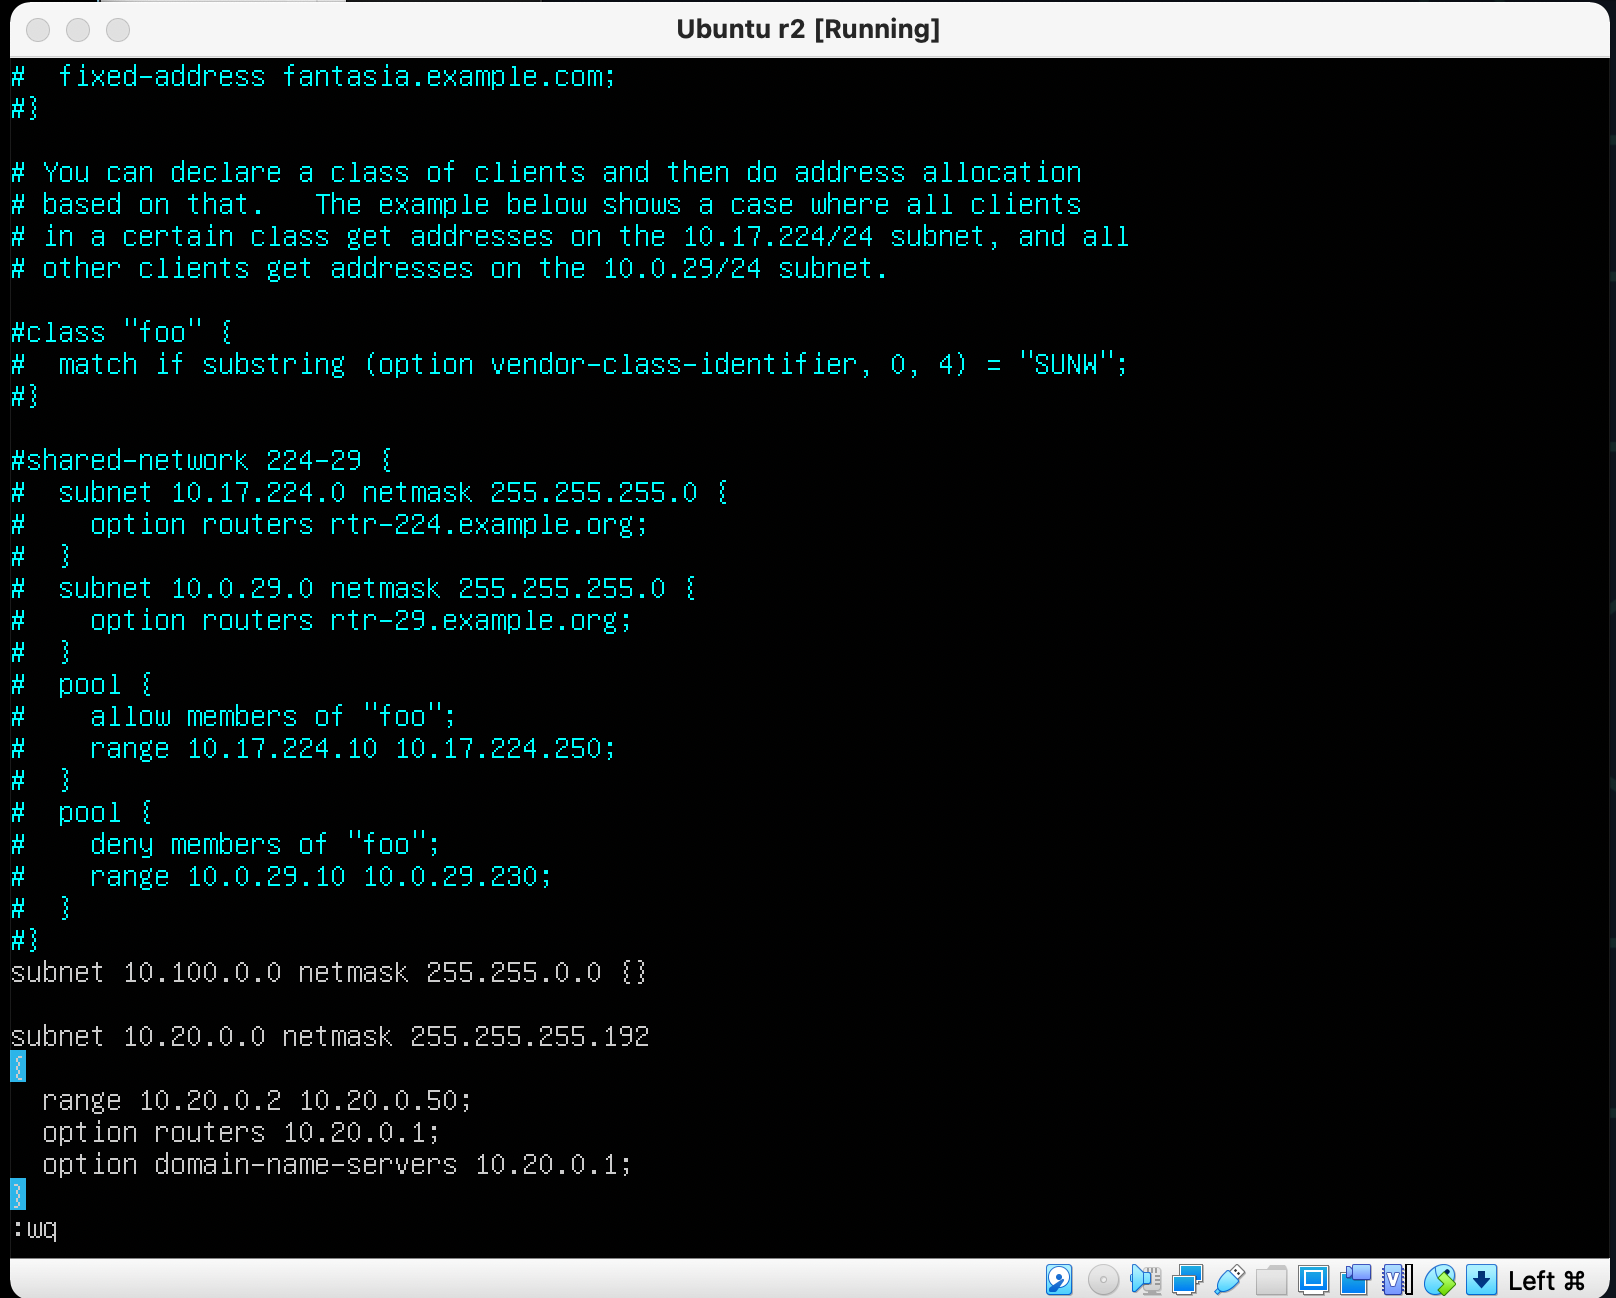 Ubuntu r2 [Running]
#  fixed-address fantasia.example.com;
#}

# You can declare a class of clients and then do address allocation
# based on that.   The example below shows a case where all clients
# in a certain class get addresses on the 10.17.224/24 subnet, and all
# other clients get addresses on the 10.0.29/24 subnet.

#class "foo" {
#  match if substring (option vendor-class-identifier, 0, 4) = "SUNW";
#}

#shared-network 224-29 {
#  subnet 10.17.224.0 netmask 255.255.255.0 {
#    option routers rtr-224.example.org;
#  }
#  subnet 10.0.29.0 netmask 255.255.255.0 {
#    option routers rtr-29.example.org;
#  }
#  pool {
#    allow members of "foo";
#    range 10.17.224.10 10.17.224.250;
#  }
#  pool {
#    deny members of "foo";
#    range 10.0.29.10 10.0.29.230;
#  }
#}
subnet 10.100.0.0 netmask 255.255.0.0 {}

subnet 10.20.0.0 netmask 255.255.255.192
{
  range 10.20.0.2 10.20.0.50;
  option routers 10.20.0.1;
  option domain-name-servers 10.20.0.1;
}
:wq
Left ⌘